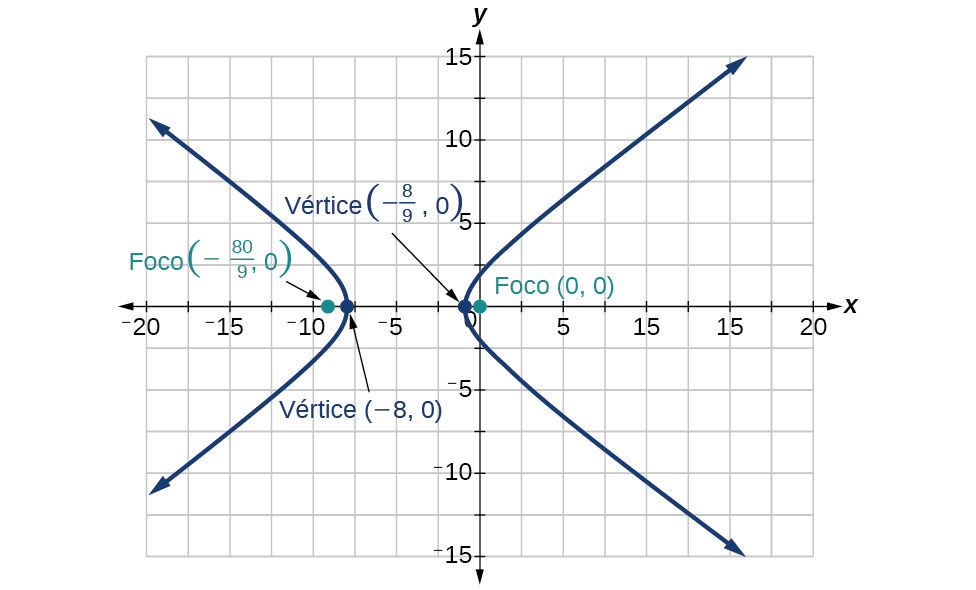 y
15
10
Vértice (−8/9, 0)
5
Foco (−80/9, 0)
Foco (0, 0)
x
−20 −15 −10 −5 0 5 15 15 20
−5
Vértice (−8, 0)
−10
−15